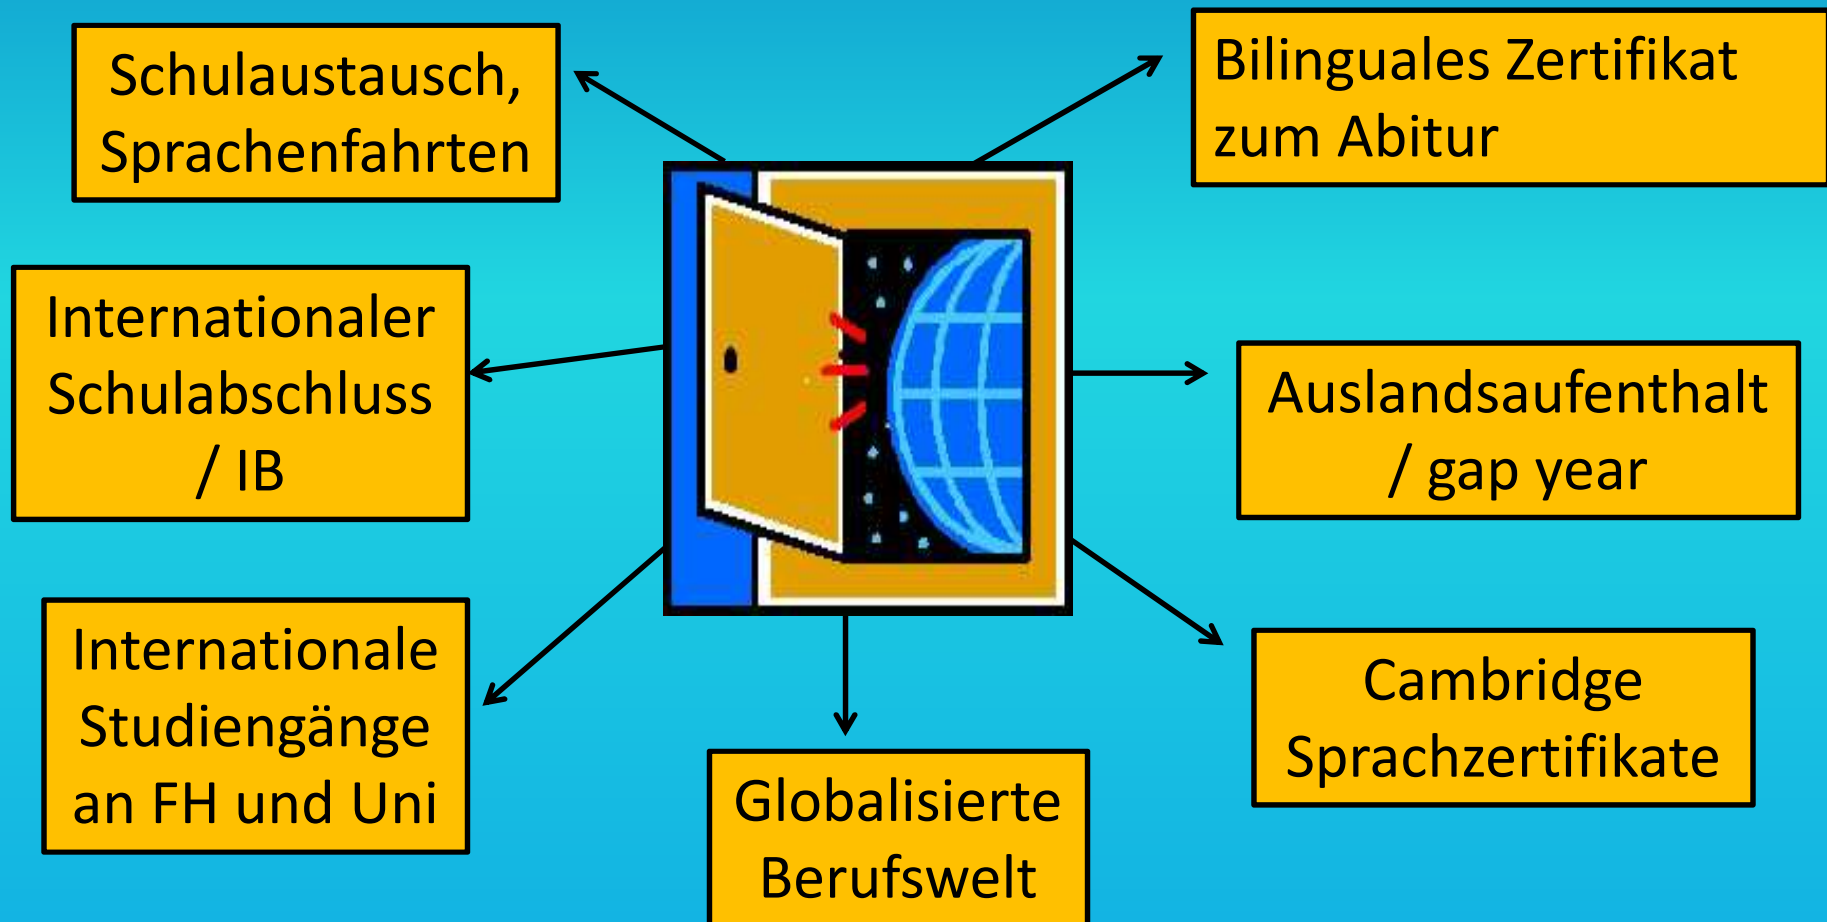 Schulaustausch,
Sprachenfahrten
Bilinguales Zertifikat
zum Abitur
Internationaler
Schulabschluss
/ IB
Auslandsaufenthalt
/ gap year
Internationale
Studiengänge
an FH und Uni
Cambridge
Sprachzertifikate
Globalisierte
Berufswelt